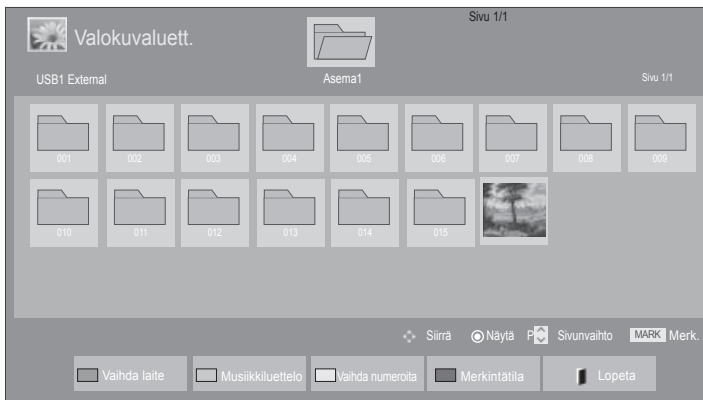 Sivu 1/1
Valokuvaluett.
USB1 External
Asema1
Sivu 1/1
001 002 003 004 005 006 007 008 009
010 011 012 013 014 015
Siirrä Näytä P Sivunvaihto MARK Merk.
Vaihda laite Musiikkiluettelo Vaihda numeroita Merkintätila Lopeta